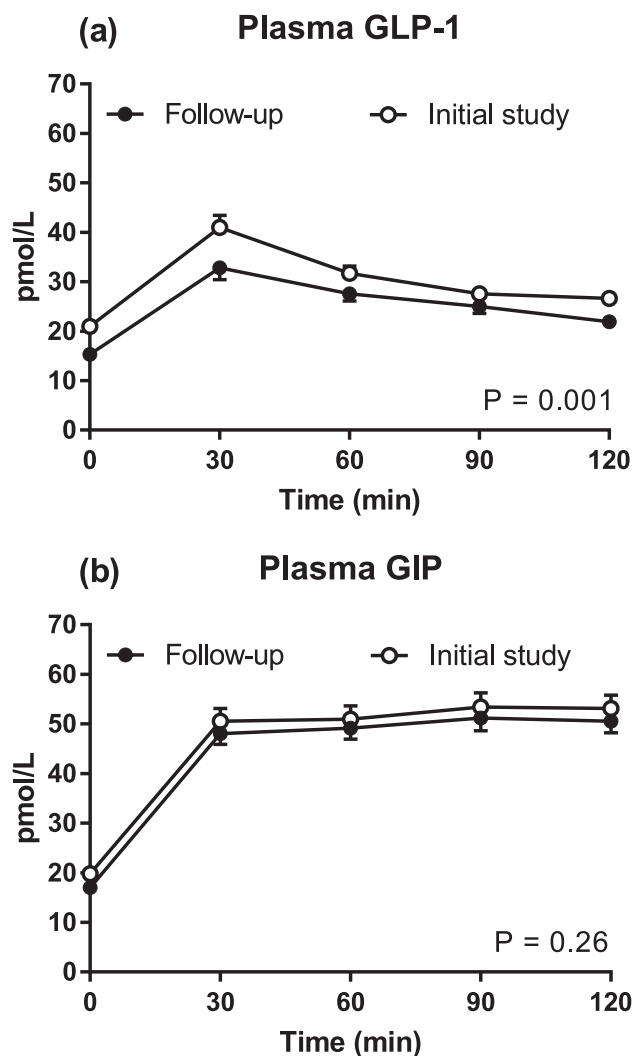 (a) Plasma GLP-1
70
Follow-up Initial study
60
50
40
30
20
10
0
pmol/L
P = 0.001
0 30 60 90 120
Time (min)
(b) Plasma GIP
70
Follow-up Initial study
60
50
40
30
20
10
0
pmol/L
P = 0.26
0 30 60 90 120
Time (min)